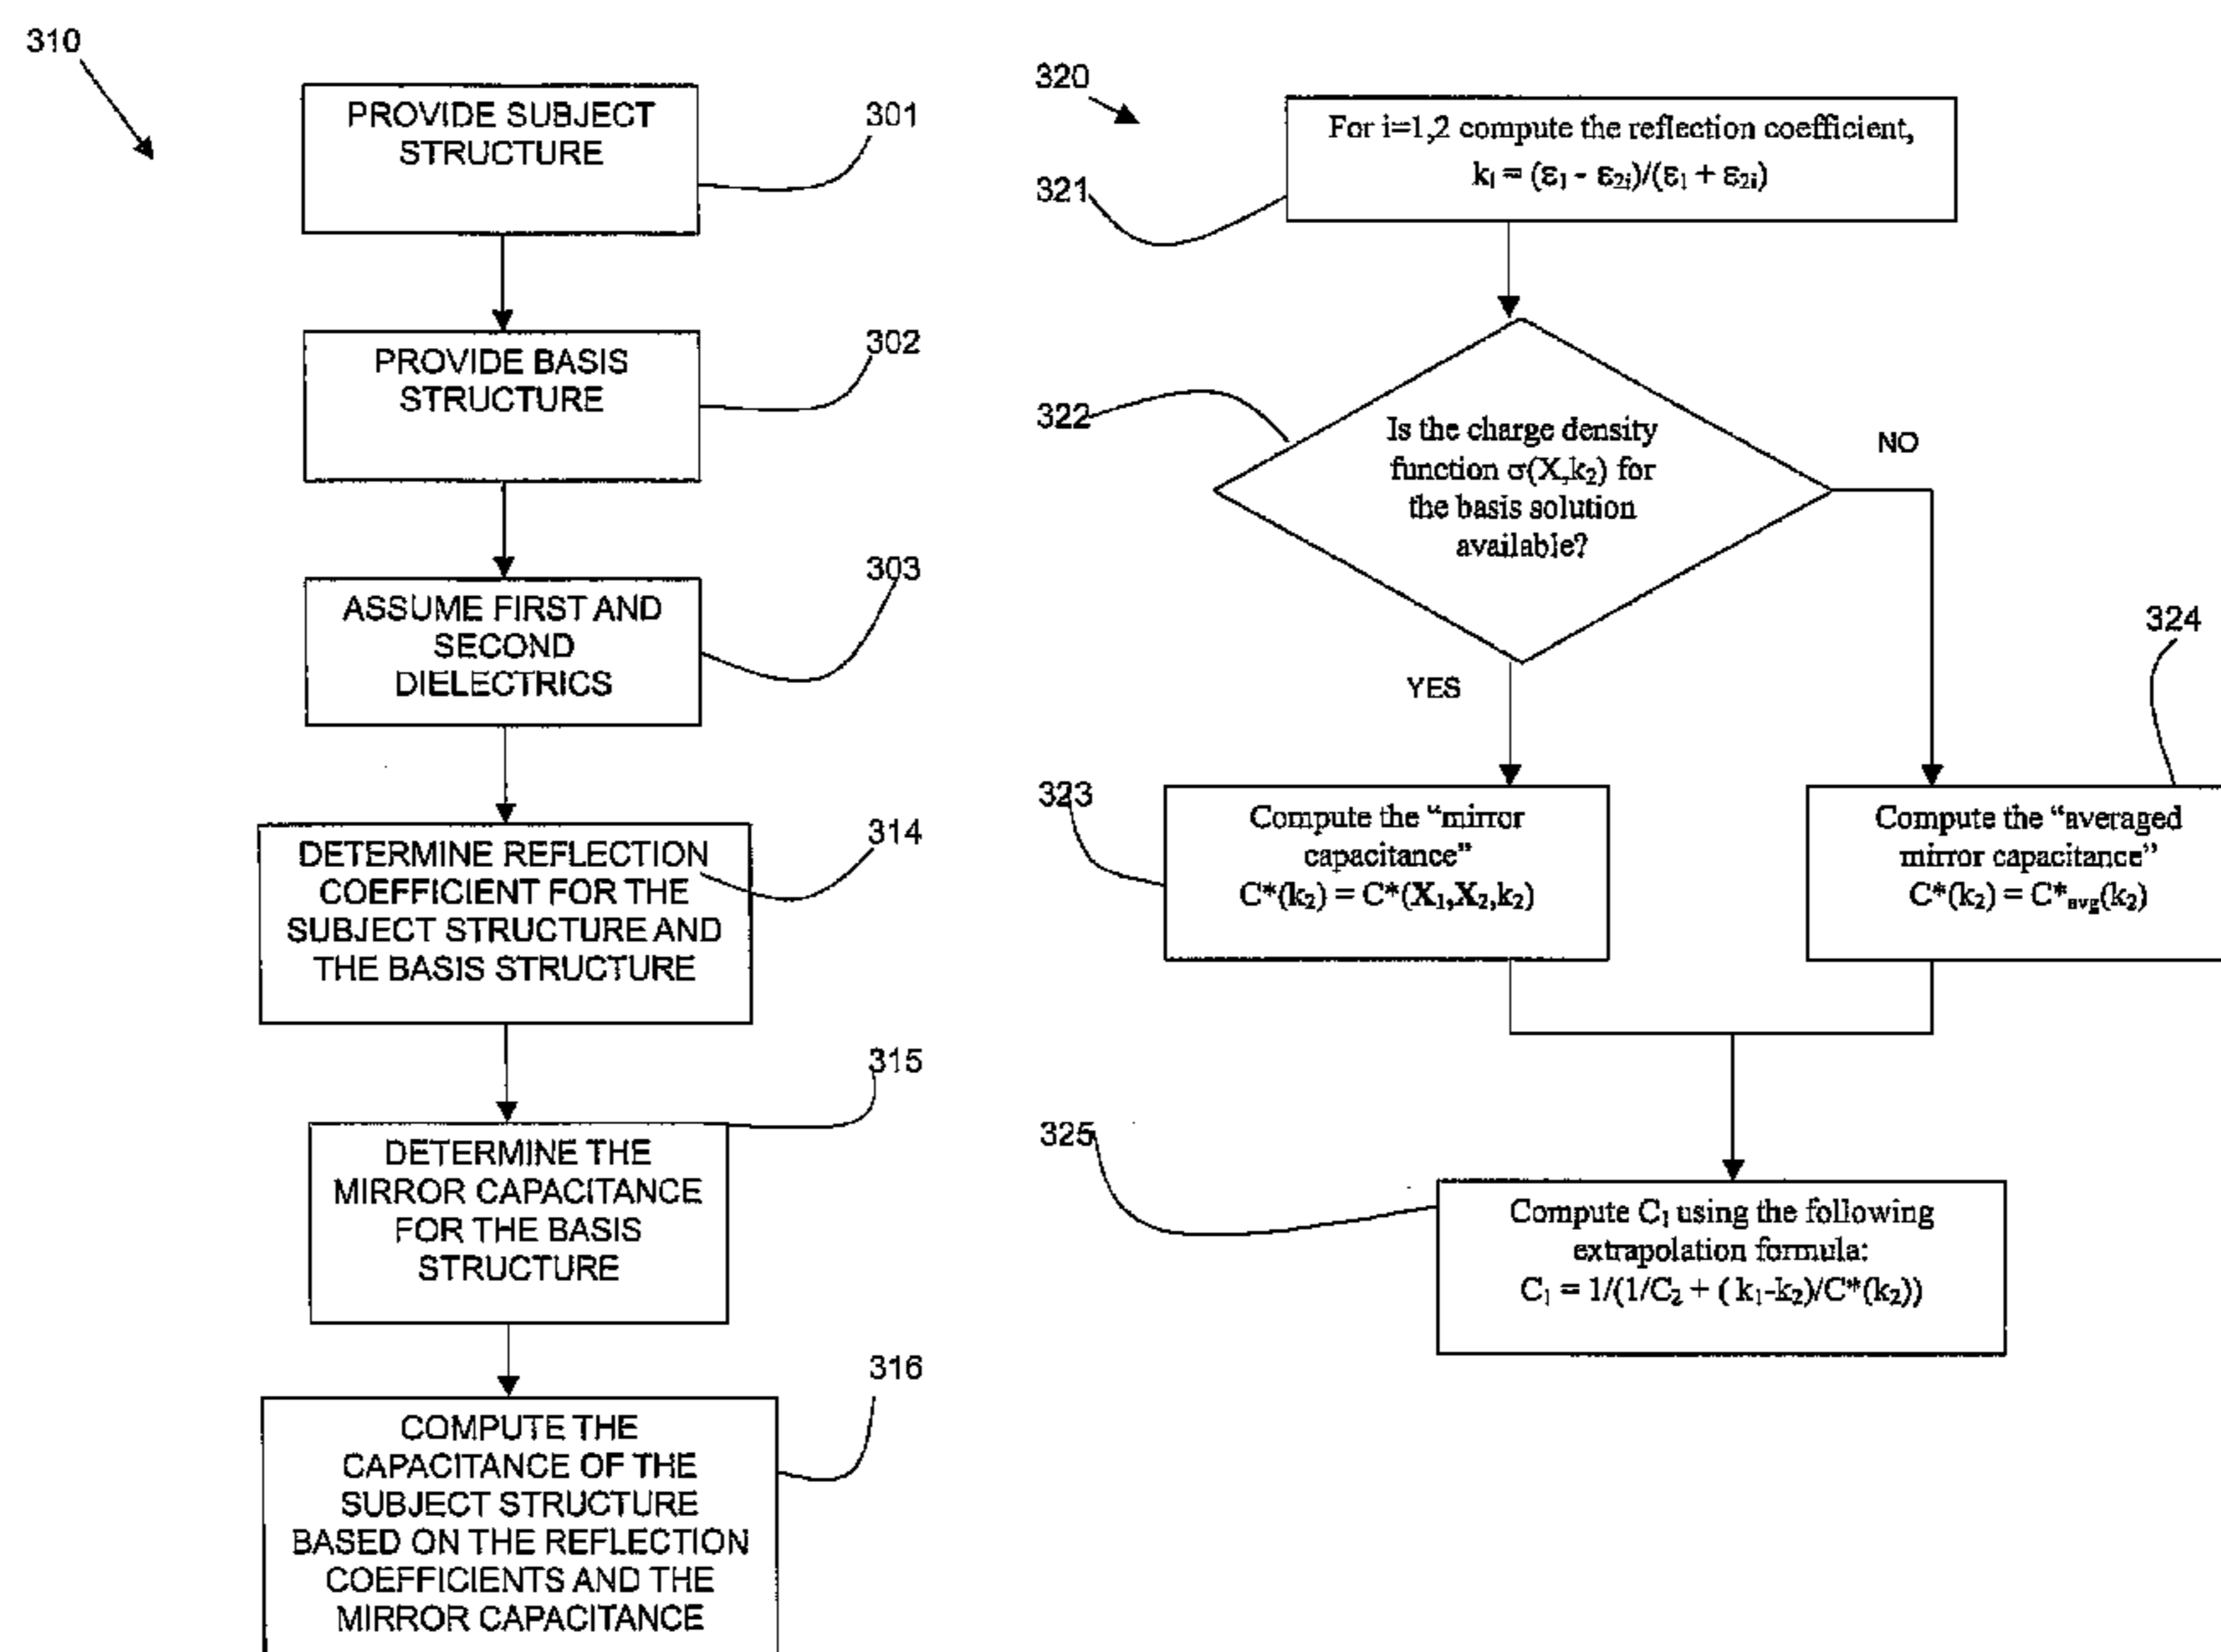 310
PROVIDE SUBJECT
STRUCTURE
301
PROVIDE BASIS
STRUCTURE
302
ASSUME FIRST AND
SECOND
DIELECTRICS
303
DETERMINE REFLECTION
COEFFICIENT FOR THE
SUBJECT STRUCTURE AND
THE BASIS STRUCTURE
314
DETERMINE THE
MIRROR CAPACITANCE
FOR THE BASIS
STRUCTURE
315
COMPUTE THE
CAPACITANCE OF THE
SUBJECT STRUCTURE
BASED ON THE REFLECTION
COEFFICIENTS AND THE
MIRROR CAPACITANCE
316
320
For i=1,2 compute the reflection coefficient,
kᵢ = (ε₁ - ε₂ᵢ)/(ε₁ + ε₂ᵢ)
321
Is the charge density
function σ(X,k₂) for
the basis solution
available?
322
NO
YES
Compute the “mirror
capacitance”
C*(k₂) = C*(X₁,X₂,k₂)
323
Compute the “averaged
mirror capacitance”
C*(k₂) = C*avg(k₂)
324
Compute C₁ using the following
extrapolation formula:
C₁ = 1/(1/C₂ + ( k₁-k₂)/C*(k₂))
325